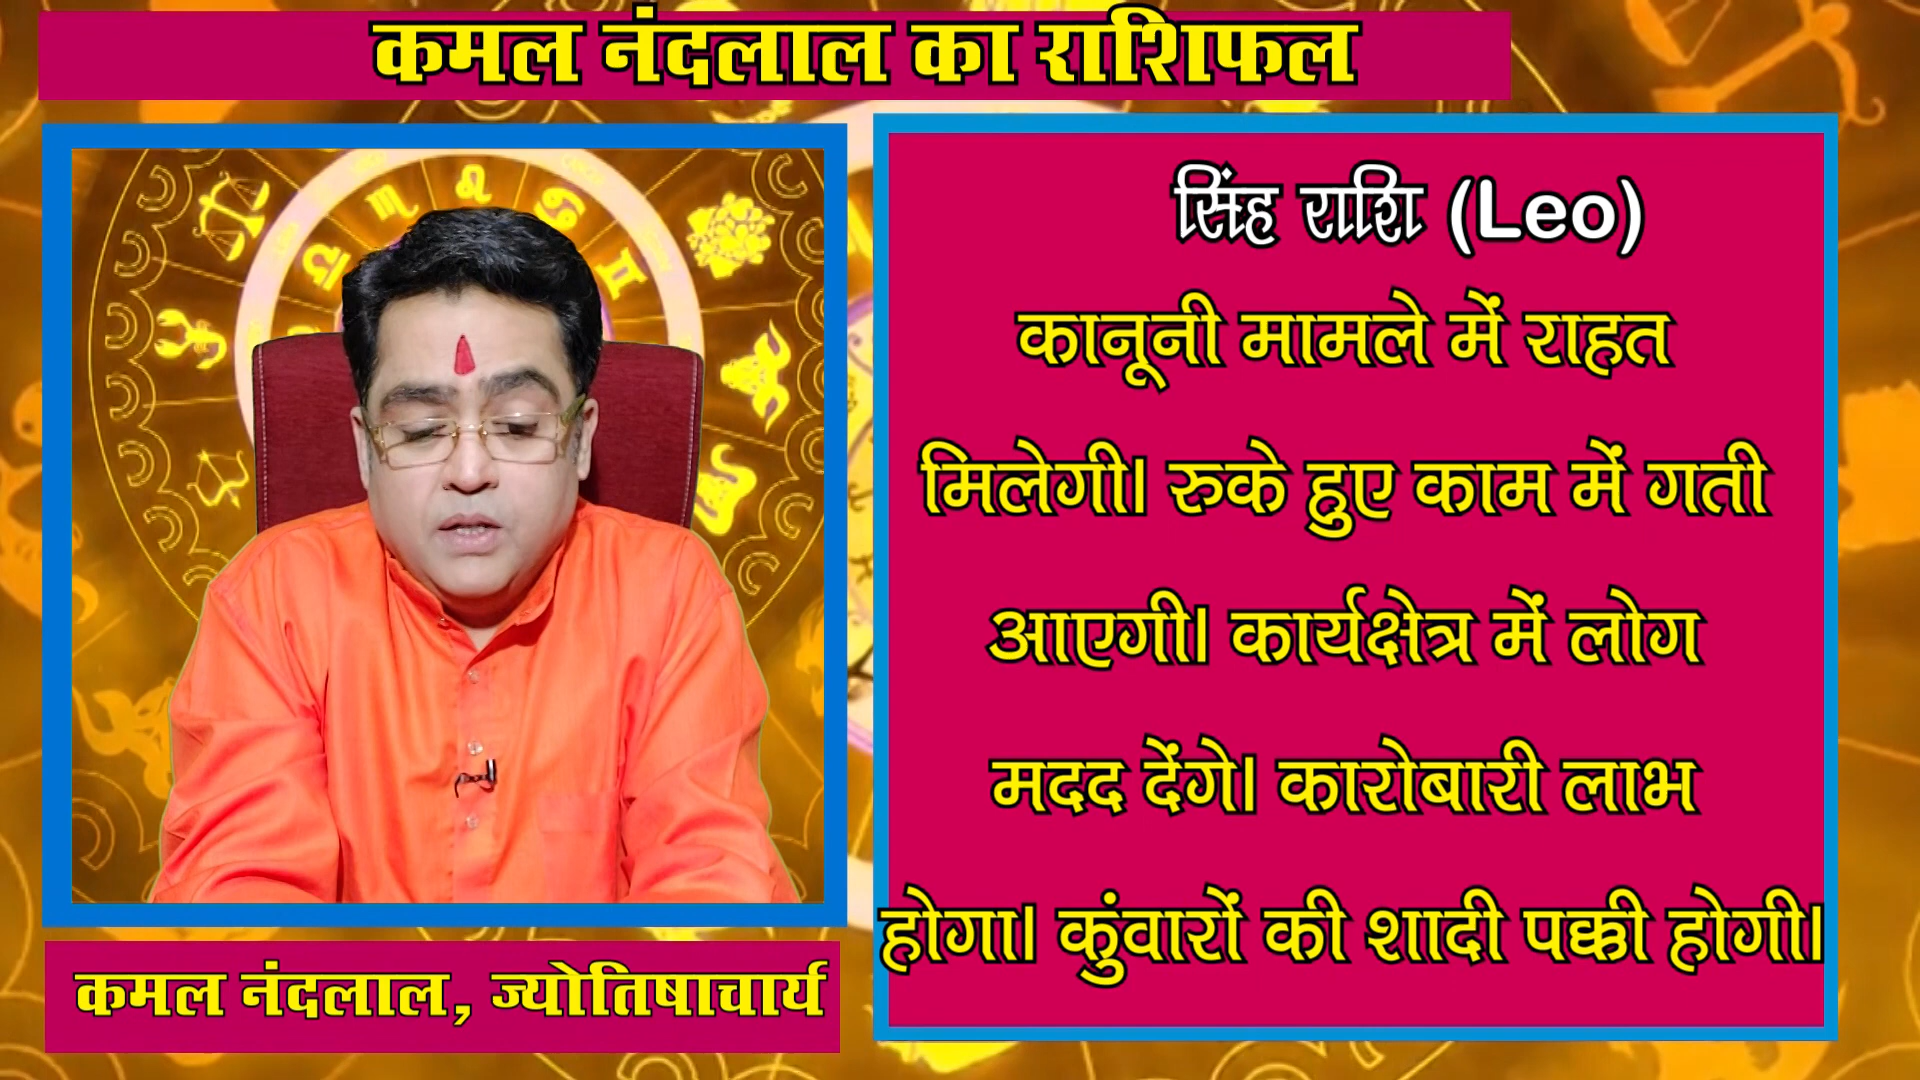 कमल नंदलाल का राशिफल
सिंह राशि (Leo)
कानूनी मामले में राहत
मिलेगी। रुके हुए काम में गती
आएगी। कार्यक्षेत्र में लोग
मदद देंगे। कारोबारी लाभ
होगा। कुंवारों की शादी पक्की होगी।
कमल नंदलाल, ज्योतिषाचार्य